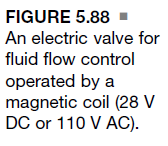 FIGURE 5.88 ■
An electric valve for
fluid flow control
operated by a
magnetic coil (28 V
DC or 110 V AC).